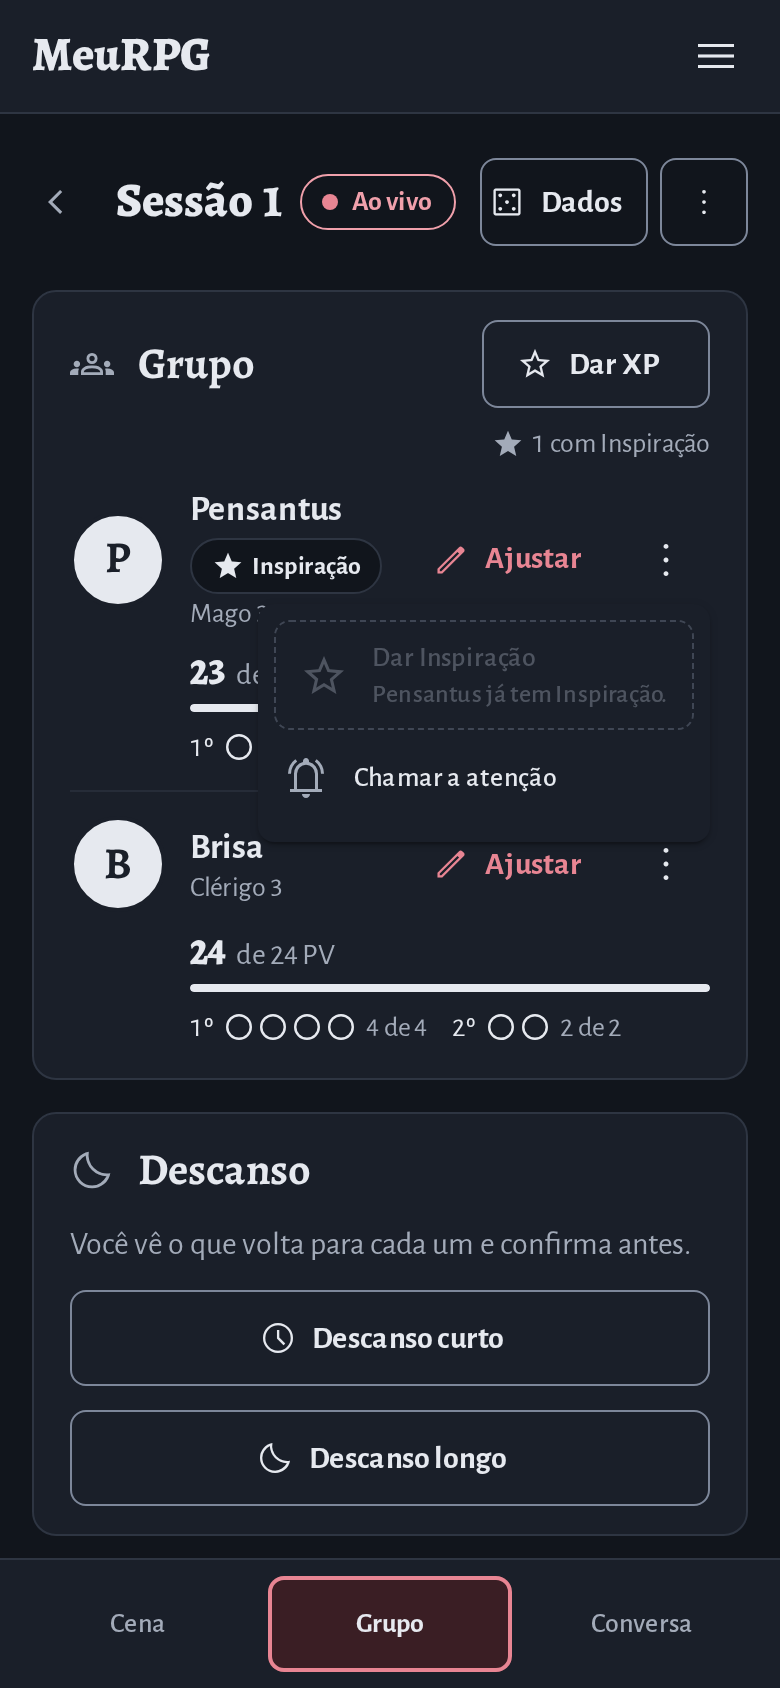 MeuRPG
Sessão 1
Ao vivo
Dados
Grupo
Dar XP
1 com Inspiração
P
Pensantus
Inspiração
Ajustar
Mago
23 de
1º
Dar Inspiração
Pensantus já tem Inspiração.
Chamar a atenção
B
Brisa
Ajustar
Clérigo 3
24 de 24 PV
1º 4 de 4 2º 2 de 2
Descanso
Você vê o que volta para cada um e confirma antes.
Descanso curto
Descanso longo
Cena
Grupo
Conversa